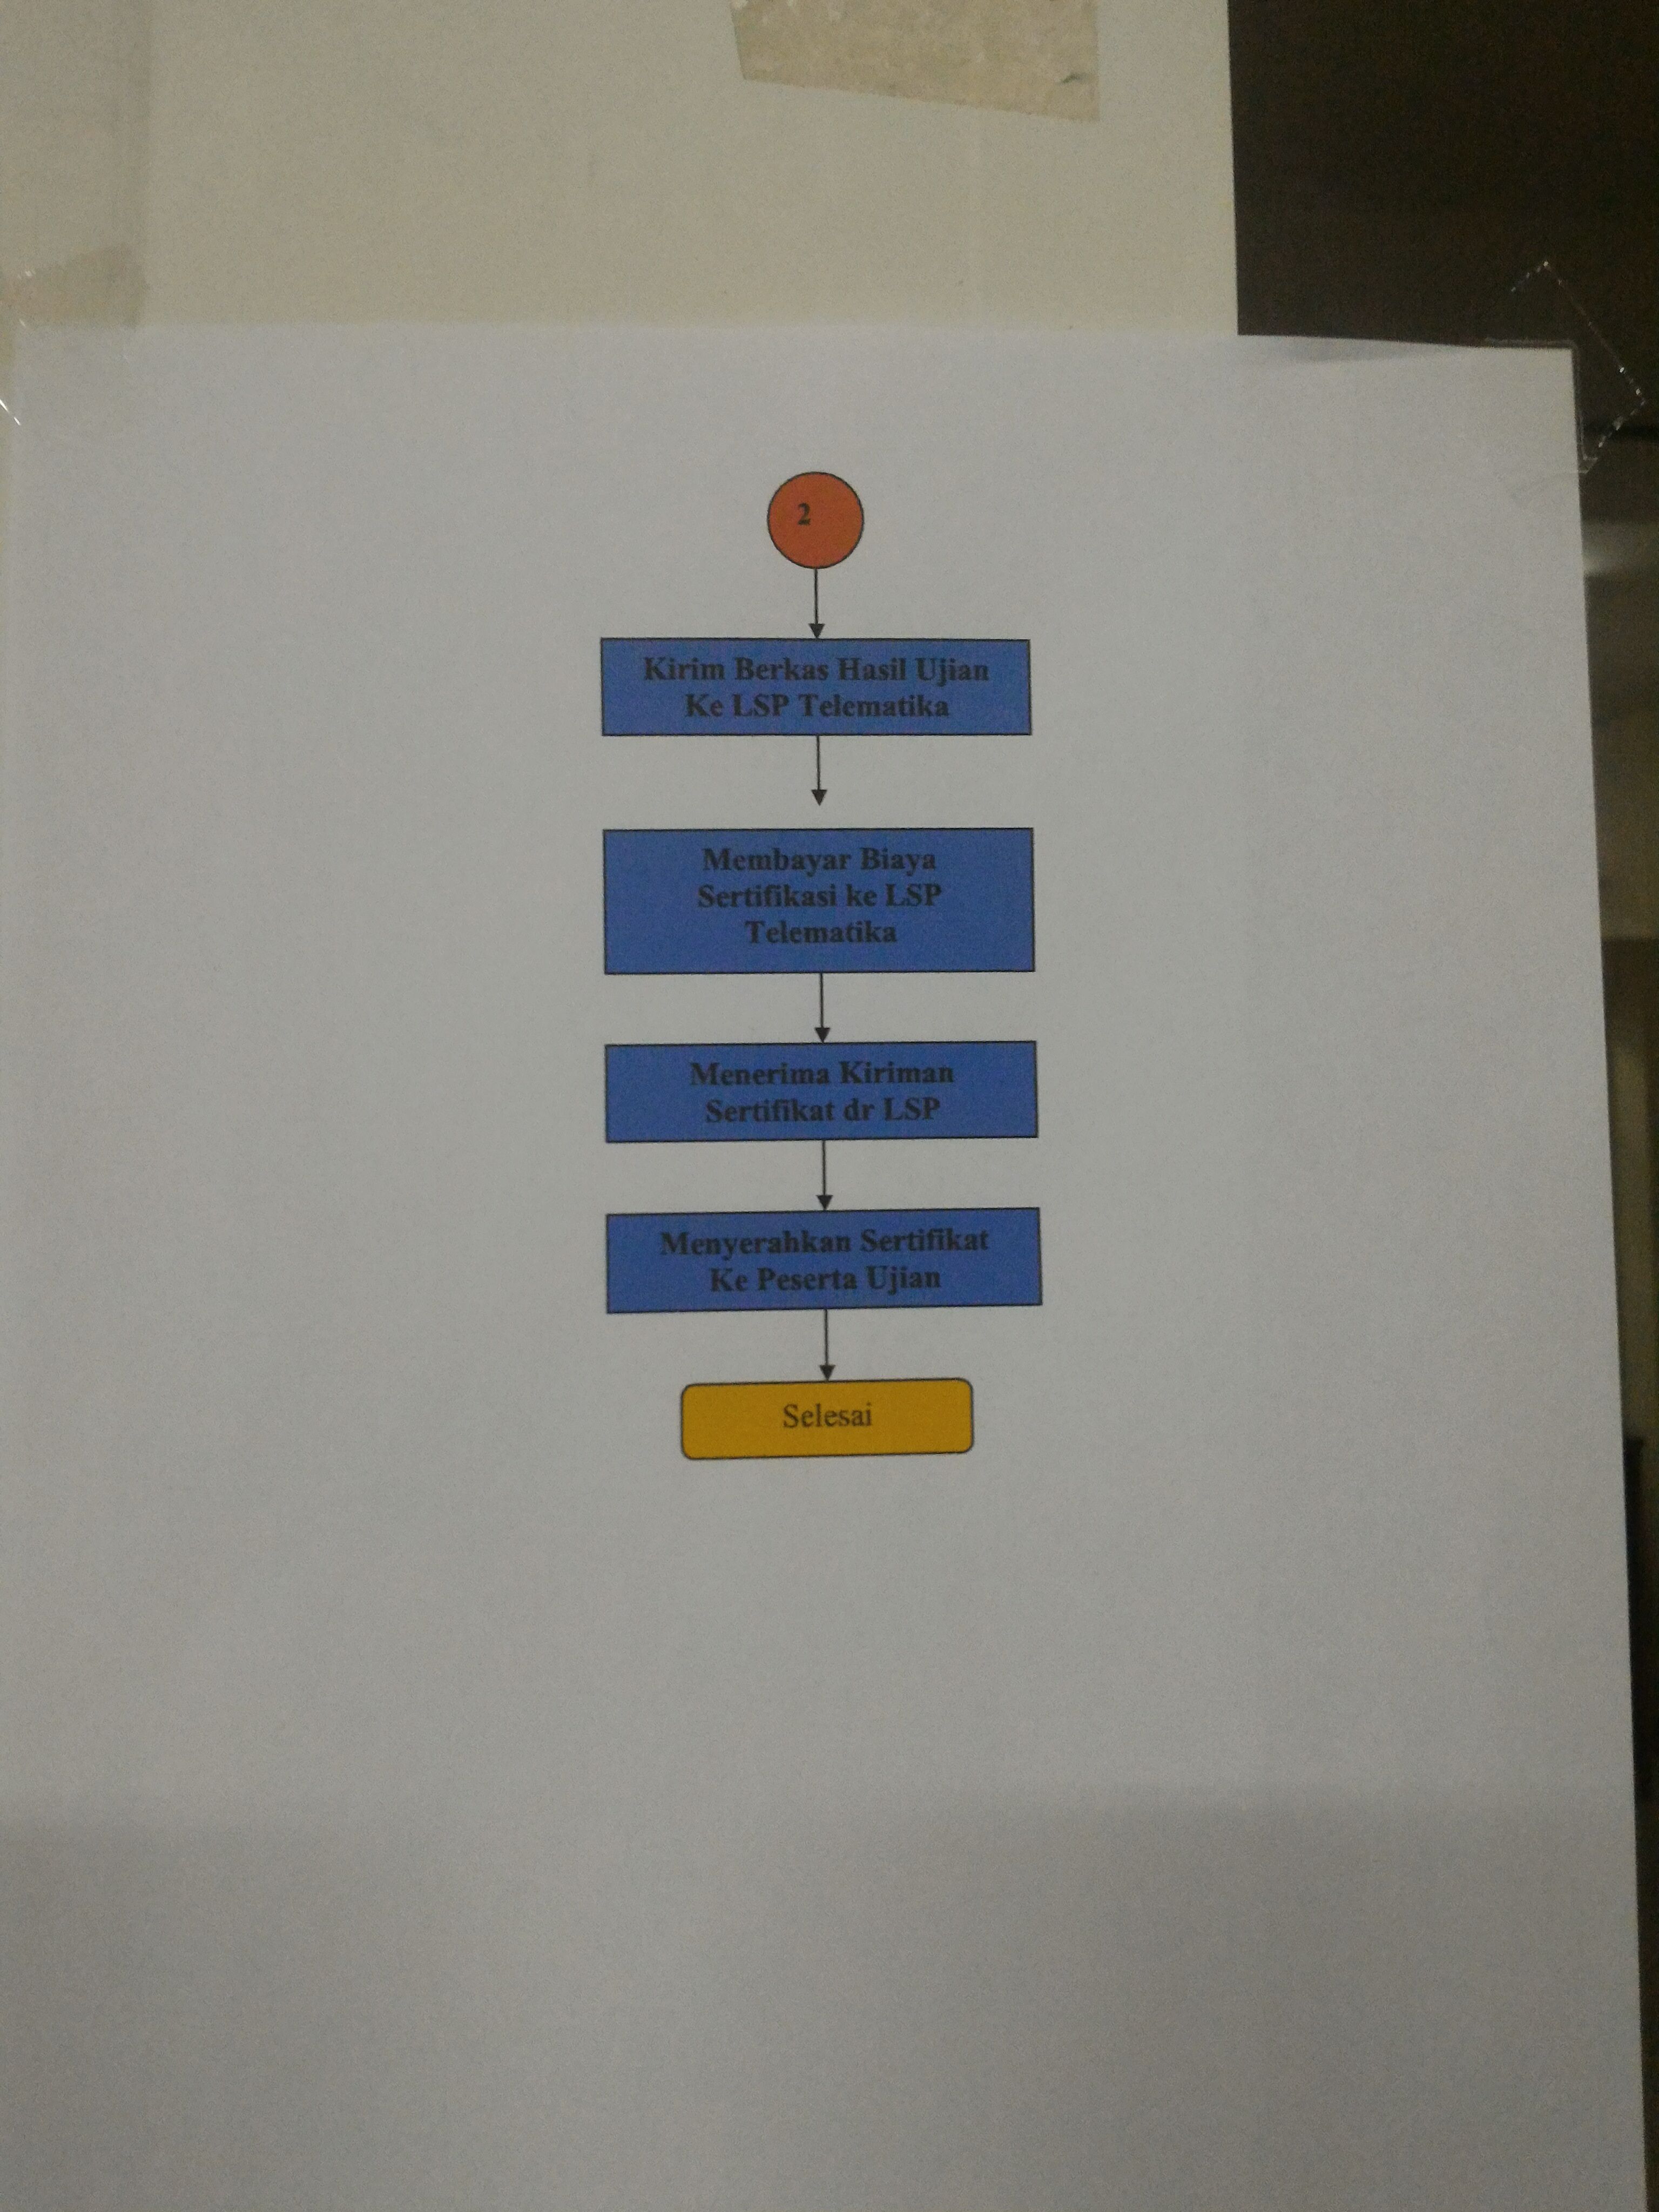 2
Kirim Berkas Hasil Ujian
Ke LSP Telematika
Membayar Biaya
Sertifikasi ke LSP
Telematika
Menerima Kiriman
Sertifikat dr LSP
Menyerahkan Sertifikat
Ke Peserta Ujian
Selesai